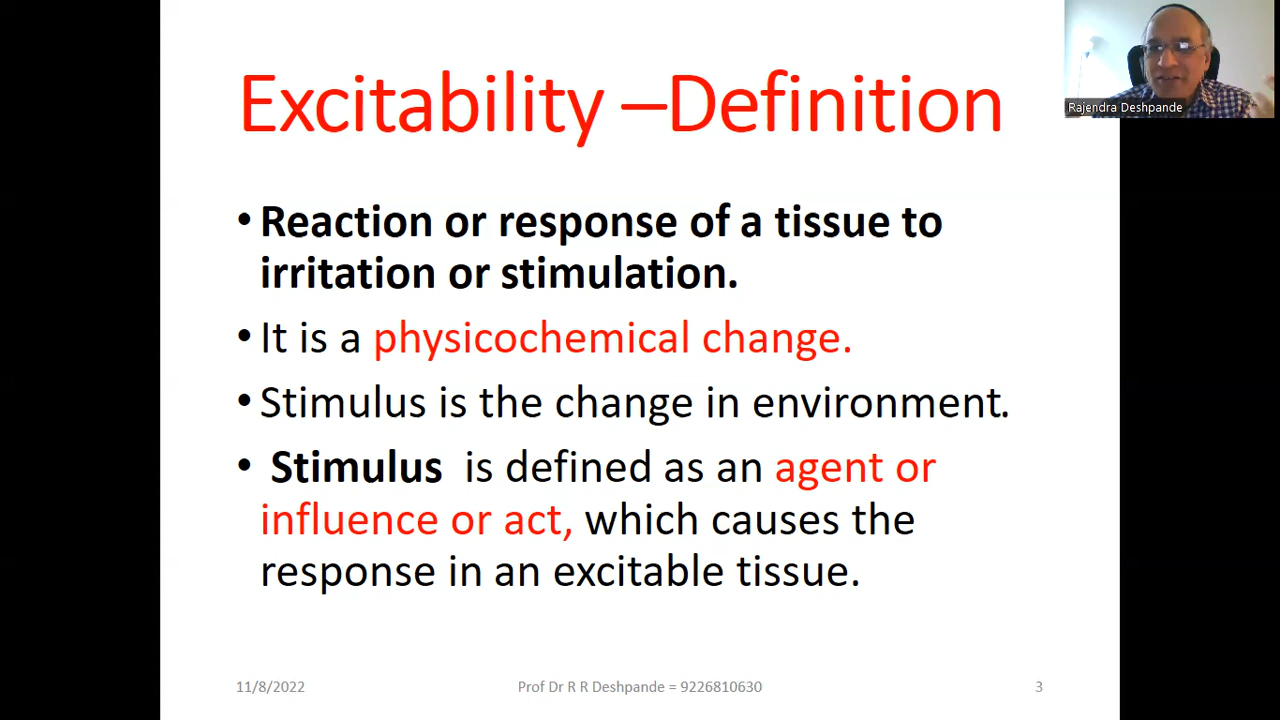 Excitability –Definition
Rajendra Deshpande
•Reaction or response of a tissue to
irritation or stimulation.
•It is a physicochemical change.
•Stimulus is the change in environment.
• Stimulus is defined as an agent or
influence or act, which causes the
response in an excitable tissue.
11/8/2022
Prof Dr R R Deshpande = 9226810630
3